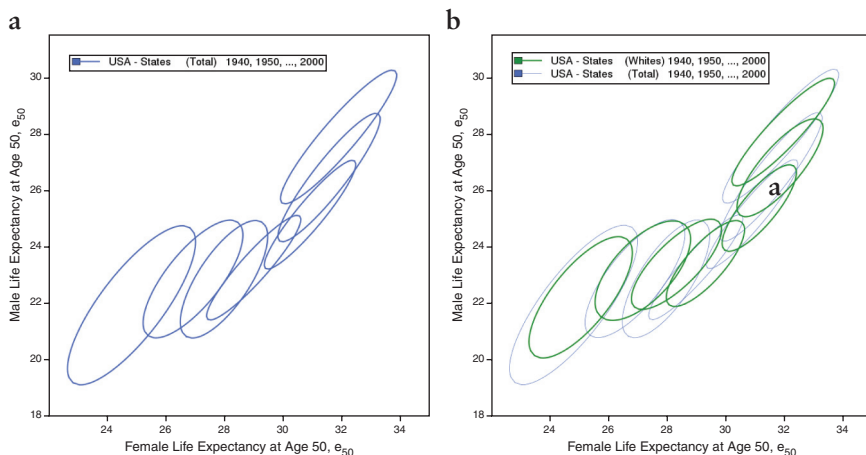 a
USA - States (Total) 1940, 1950, ..., 2000
30
28
26
24
22
20
18
24 26 28 30 32 34
Male Life Expectancy at Age 50, e50
Female Life Expectancy at Age 50, e50
b
USA - States (Whites) 1940, 1950, ..., 2000
USA - States (Total) 1940, 1950, ..., 2000
a
30
28
26
24
22
20
18
24 26 28 30 32 34
Male Life Expectancy at Age 50, e50
Female Life Expectancy at Age 50, e50